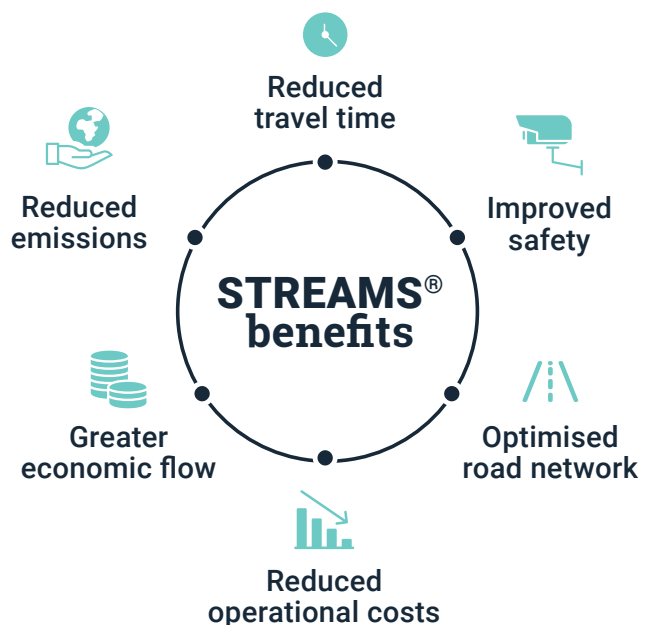 Reduced
travel time
Improved
safety
Optimised
road network
Reduced
operational costs
Greater
economic flow
Reduced
emissions
STREAMS®
benefits